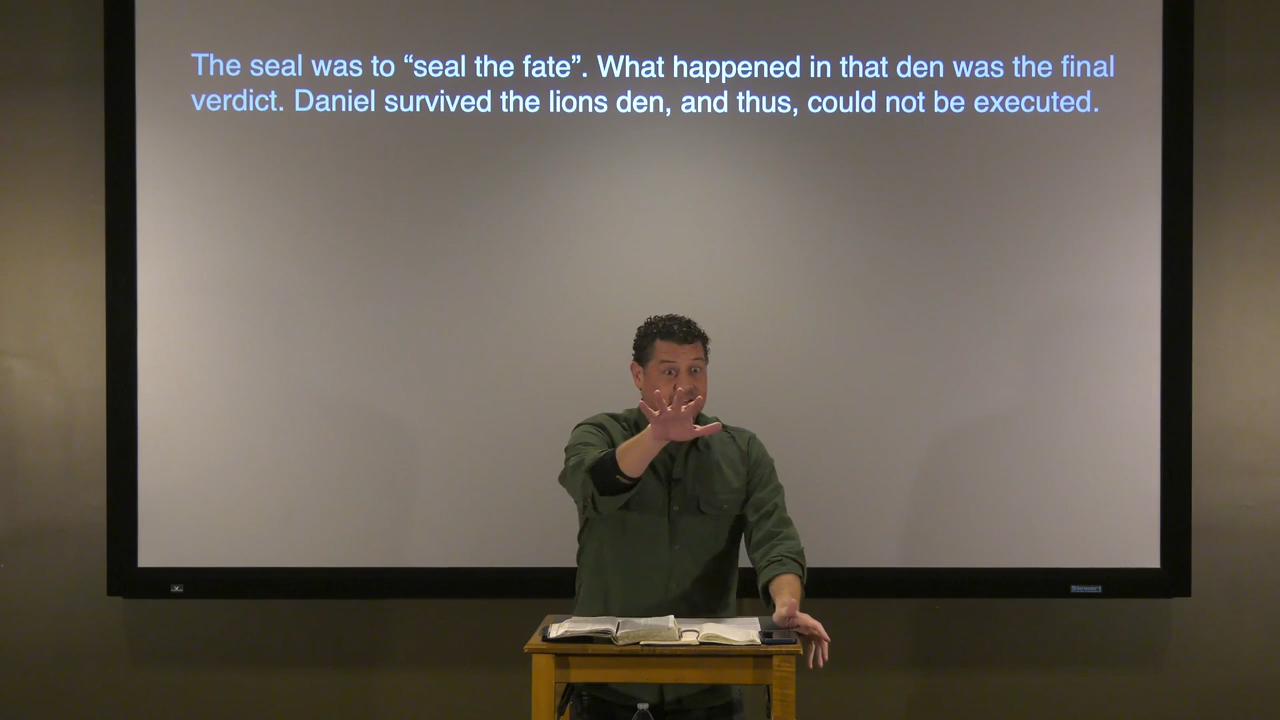 The seal was to “seal the fate”. What happened in that den was the final
verdict. Daniel survived the lions den, and thus, could not be executed.